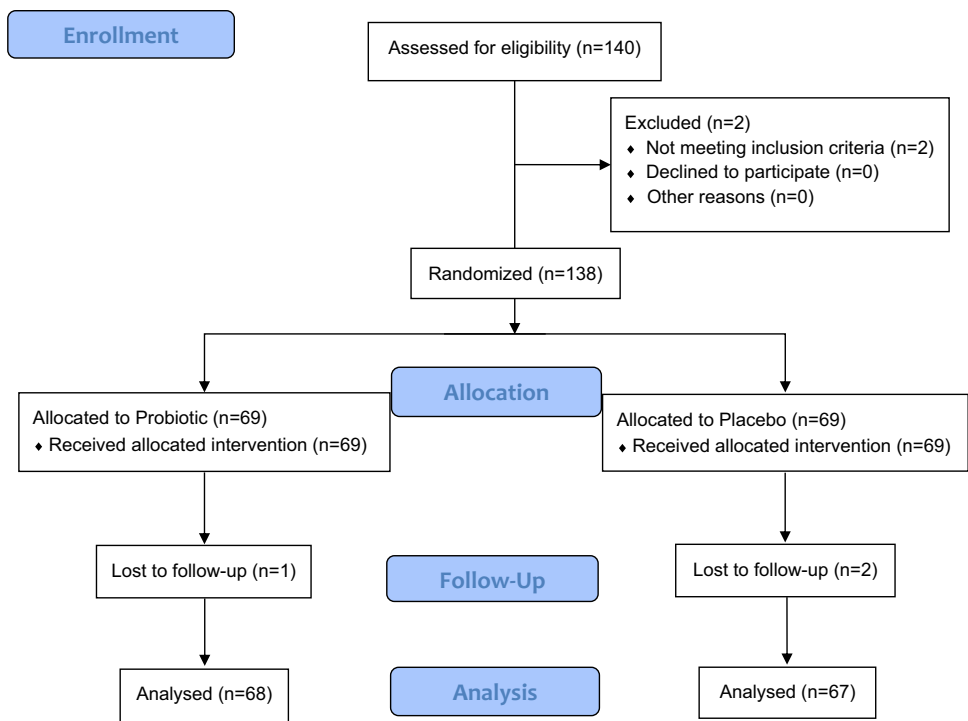 Enrollment
Assessed for eligibility (n=140)
Excluded (n=2)
♦ Not meeting inclusion criteria (n=2)
♦ Declined to participate (n=0)
♦ Other reasons (n=0)
Randomized (n=138)
Allocation
Allocated to Probiotic (n=69)
♦ Received allocated intervention (n=69)
Allocated to Placebo (n=69)
♦ Received allocated intervention (n=69)
Lost to follow-up (n=1)
Follow-Up
Lost to follow-up (n=2)
Analysed (n=68)
Analysis
Analysed (n=67)